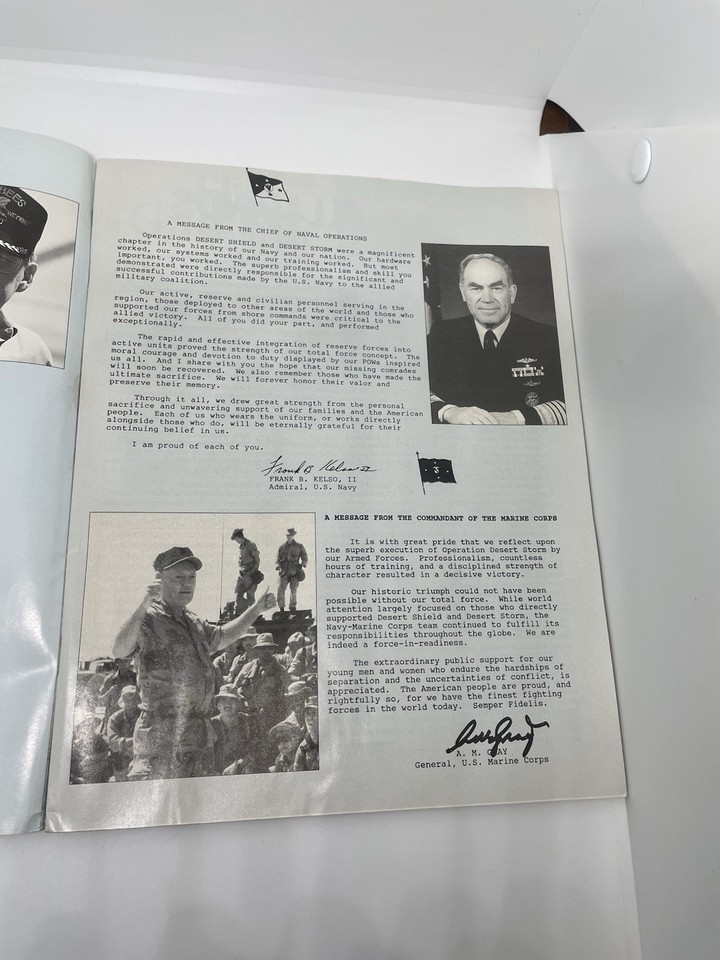 BEES
A MESSAGE FROM THE CHIEF OF NAVAL OPERATIONS
Operations DESERT SHIELD and DESERT STORM were a magnificent
chapter in the history of our Navy and our nation. Our hardware
worked, our systems worked and our training worked. But most
important, you worked. The superb professionalism and skill you
demonstrated were directly responsible for the significant and
successful contributions made by the U.S. Navy to the allied
military coalition.
Our active, reserve and civilian personnel serving in the
region, those deployed to other areas of the world and those who
supported our forces from shore commands were critical to the
allied victory. All of you did your part, and performed
exceptionally.
The rapid and effective integration of reserve forces into
active units proved the strength of our total force concept. The
moral courage and devotion to duty displayed by our POWs inspired
us all. And I share with you the hope that our missing comrades
will soon be recovered. We also remember those who have made the
ultimate sacrifice. We will forever honor their valor and
preserve their memory.
Through it all, we drew great strength from the personal
sacrifice and unwavering support of our families and the American
people. Each of us who wears the uniform, or works directly
alongside those who do, will be eternally grateful for their
continuing belief in us.
I am proud of each of you.
Frank B Kelso II
FRANK B. KELSO, II
Admiral, U.S. Navy
A MESSAGE FROM THE COMMANDANT OF THE MARINE CORPS
It is with great pride that we reflect upon
the superb execution of Operation Desert Storm by
our Armed Forces. Professionalism, countless
hours of training, and a disciplined strength of
character resulted in a decisive victory.
Our historic triumph could not have been
possible without our total force. While world
attention largely focused on those who directly
supported Desert Shield and Desert Storm, the
Navy-Marine Corps team continued to fulfill its
responsibilities throughout the globe. We are
indeed a force-in-readiness.
The extraordinary public support for our
young men and women who endure the hardships of
separation and the uncertainties of conflict, is
appreciated. The American people are proud, and
rightfully so, for we have the finest fighting
forces in the world today. Semper Fidelis.
A. M. GRAY
General, U.S. Marine Corps